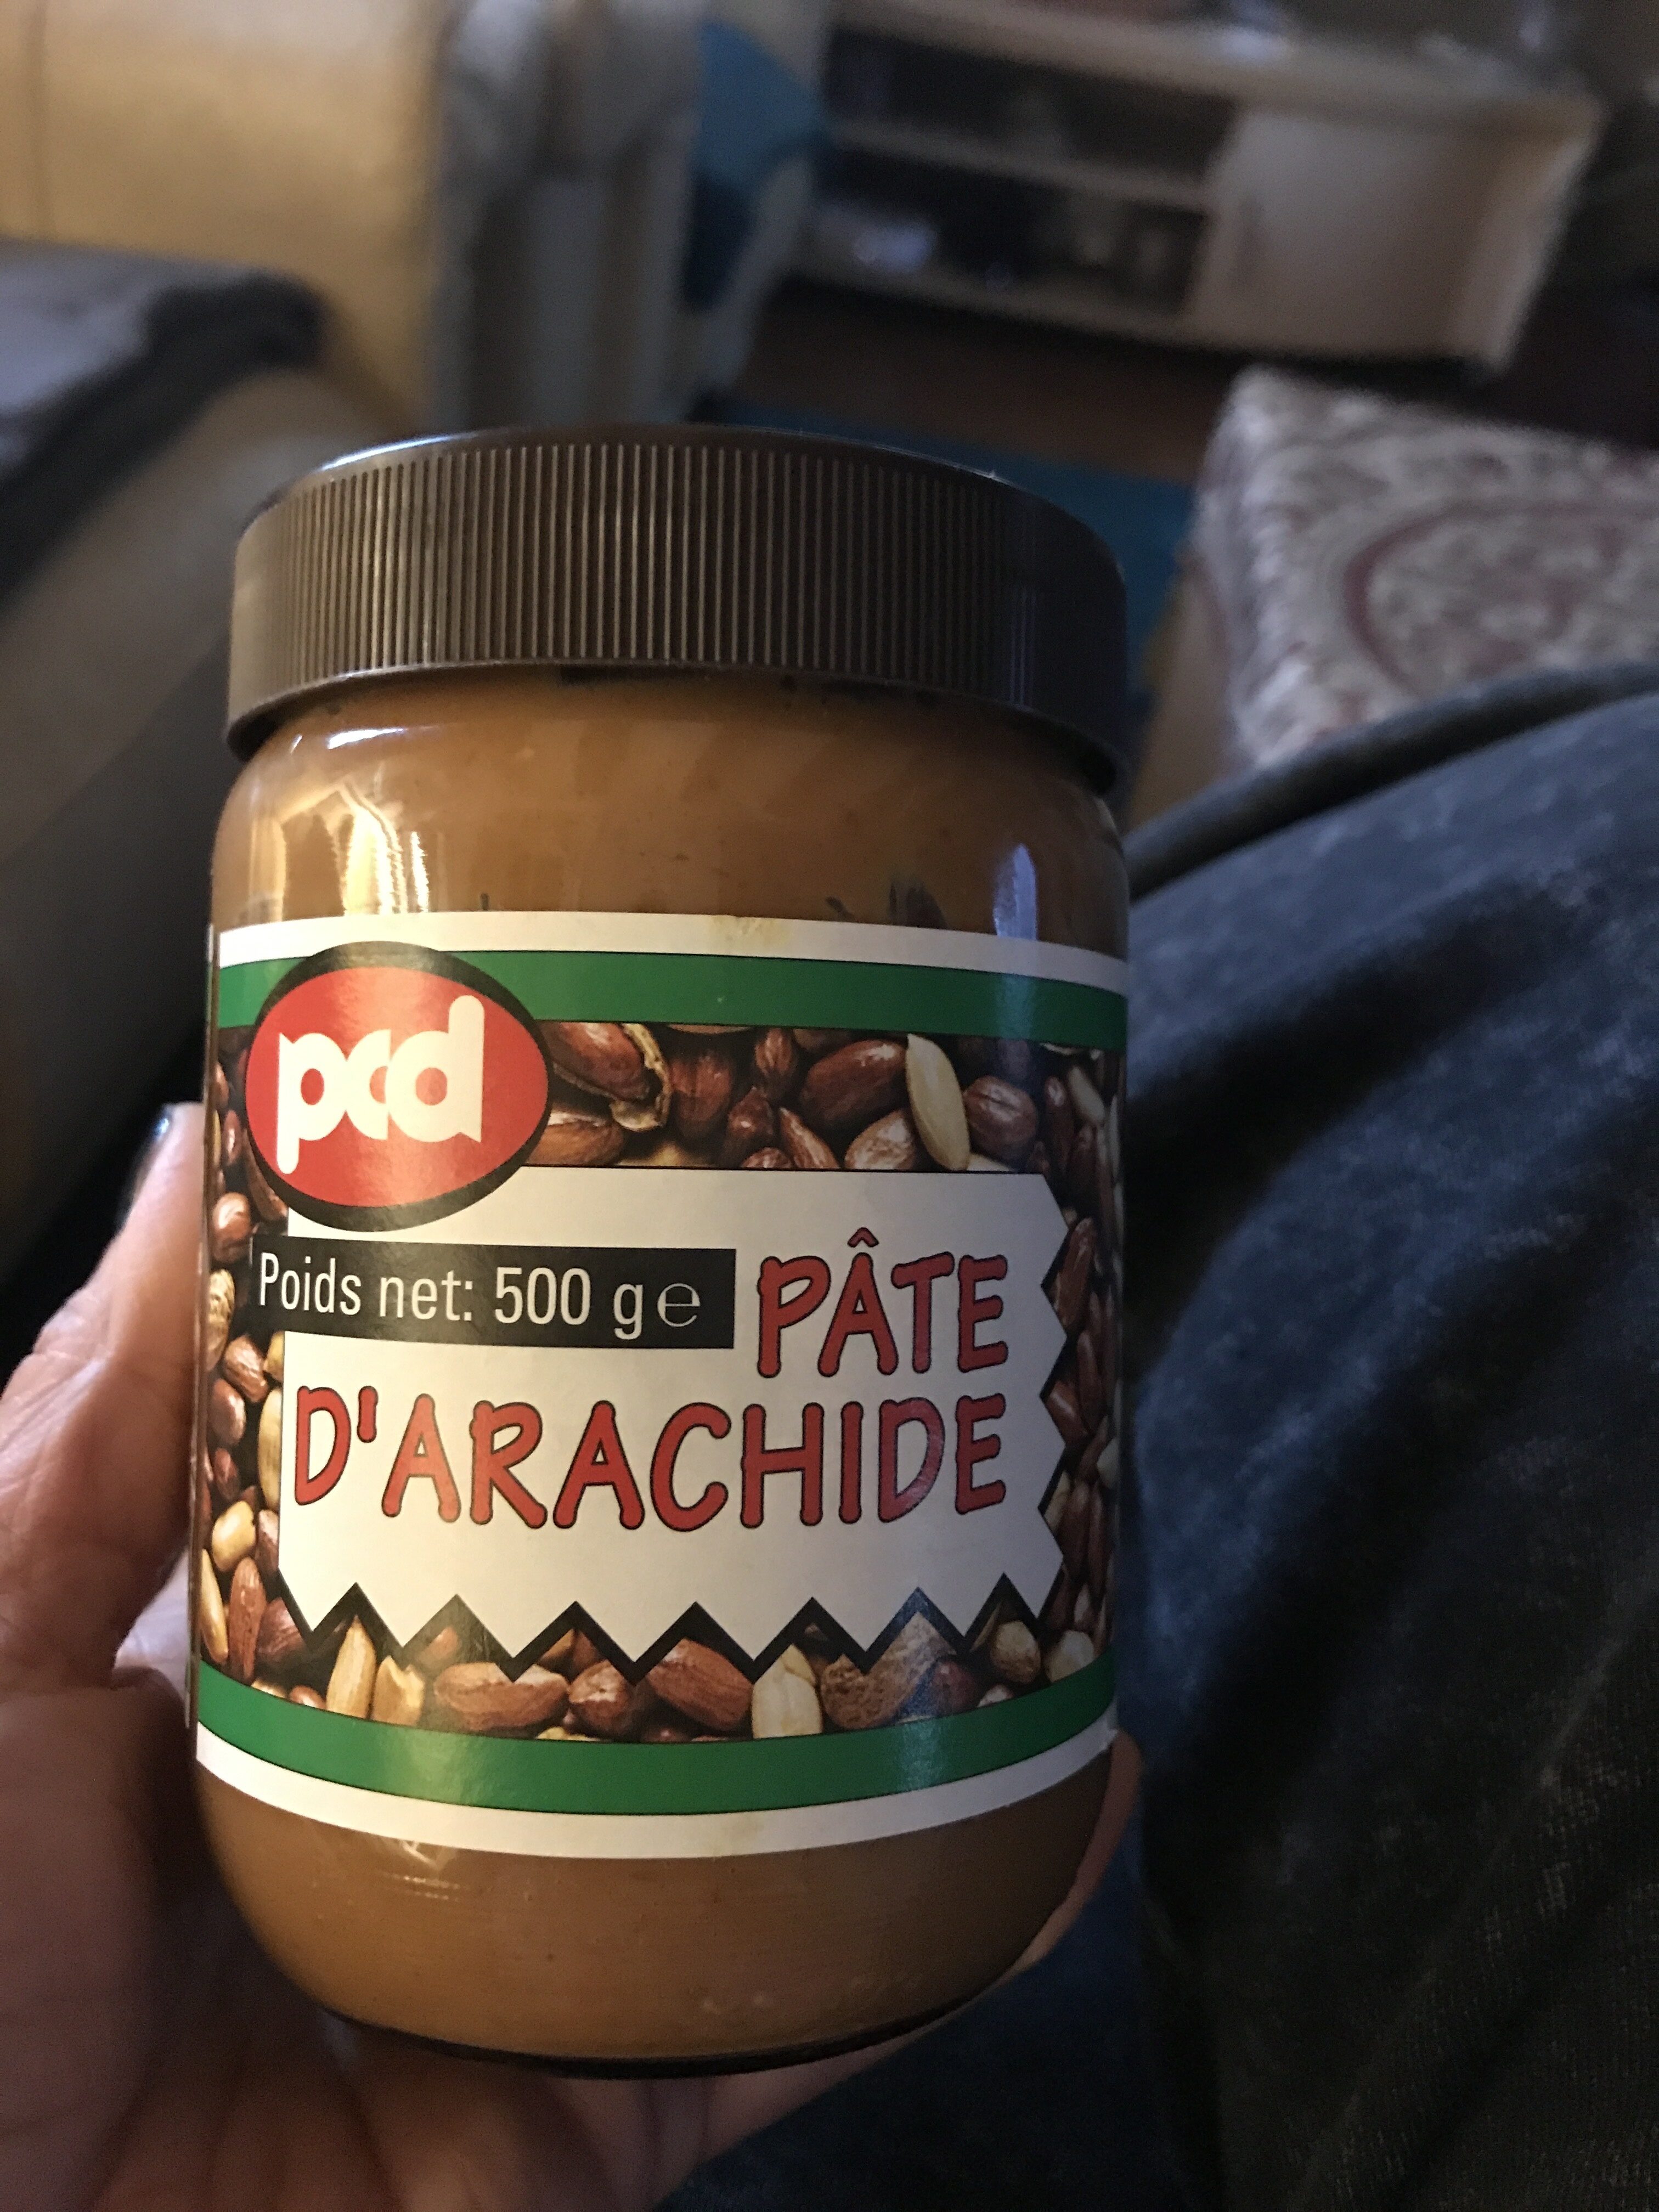 pcd
Poids net: 500 g ℮
PÂTE
D'ARACHIDE